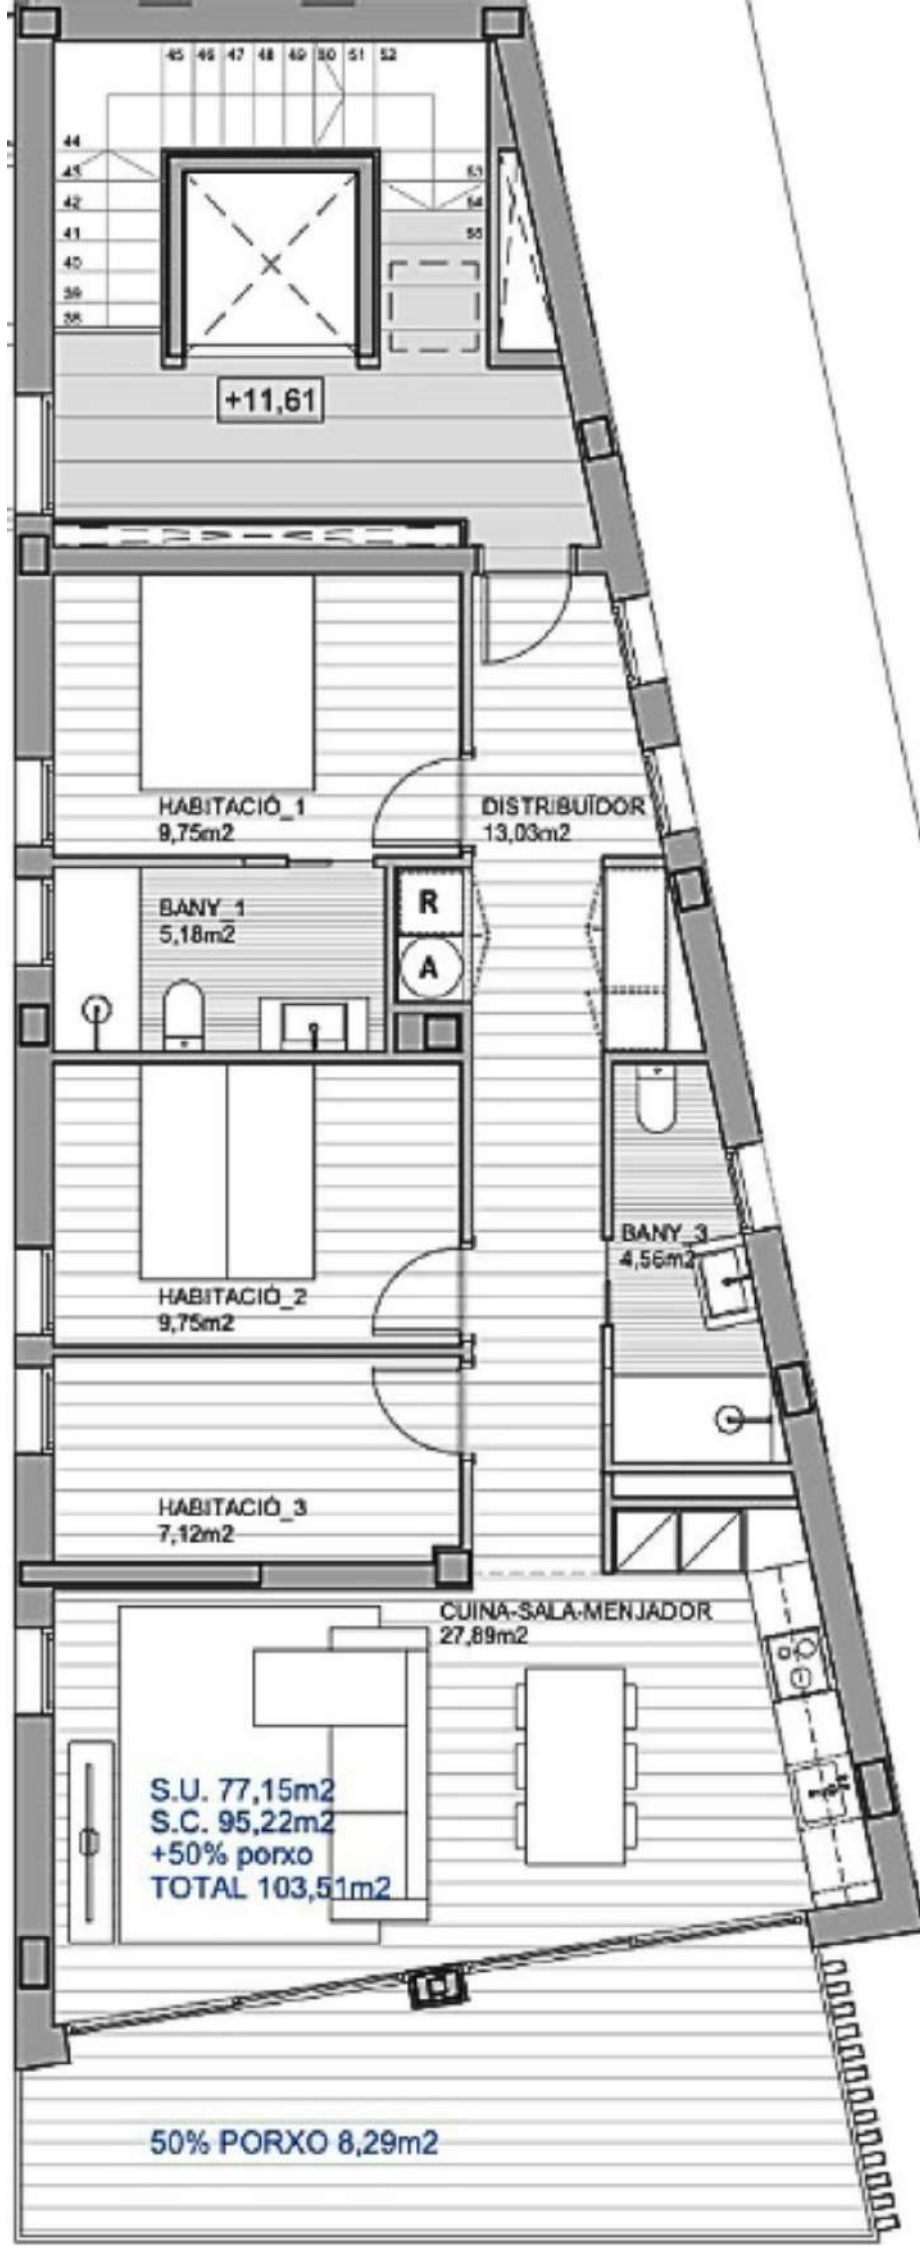 45 46 47 48 49 50 51 52
44
43
42
41
40
39
38
53
54
55
+11,61
HABITACIÓ_1
9,75m2
DISTRIBUÏDOR
13,03m2
BANY_1
5,18m2
R
A
BANY_3
4,56m2
HABITACIÓ_2
9,75m2
HABITACIÓ_3
7,12m2
CUINA-SALA-MENJADOR
27,89m2
S.U. 77,15m2
S.C. 95,22m2
+50% porxo
TOTAL 103,51m2
50% PORXO 8,29m2